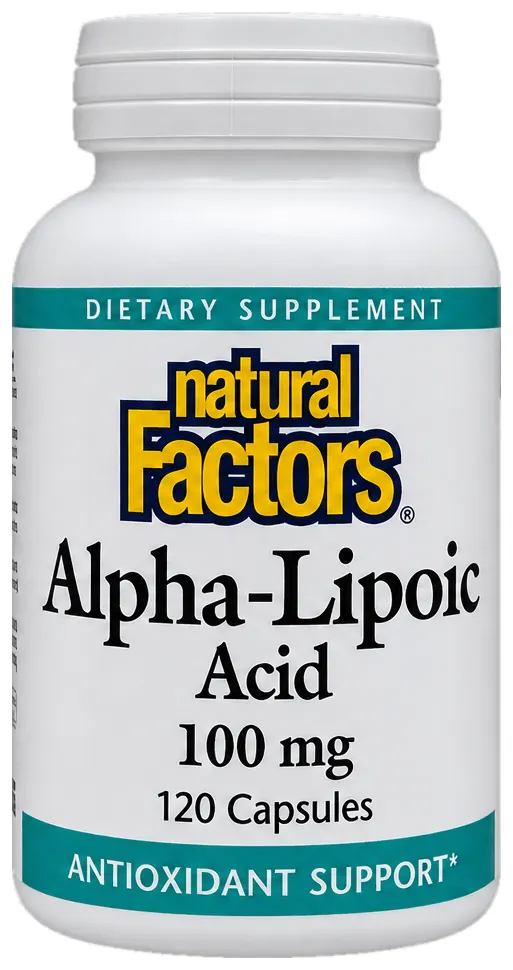 DIETARY SUPPLEMENT
natural
Factors®
Alpha-Lipoic
Acid
100 mg
120 Capsules
ANTIOXIDANT SUPPORT*